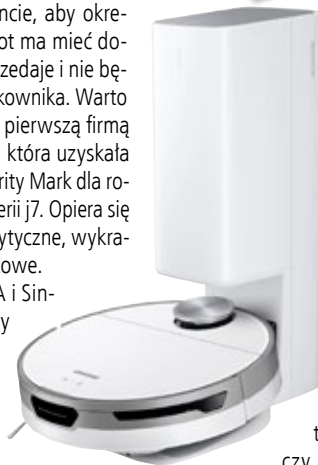 ncie, aby okre-
ot ma mieć do-
zedaje i nie bę-
kownika. Warto
pierwszą firmą
która uzyskała
rity Mark dla ro-
erii j7. Opiera się
ytyczne, wykra-
towe.
A i Sin-
y
t
czy